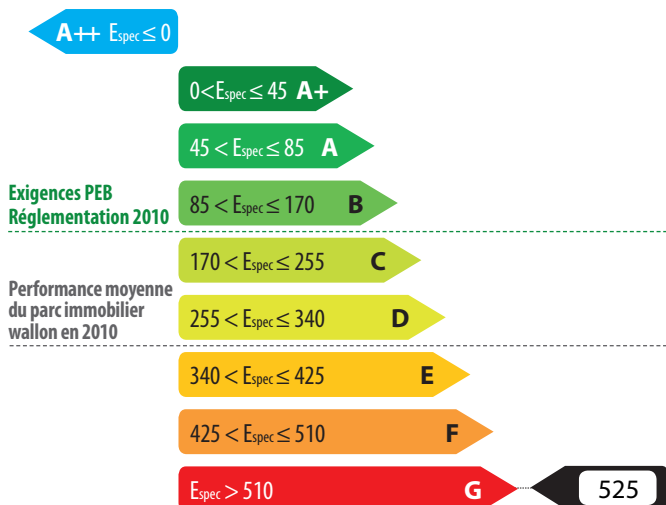 A++ Espec ≤ 0
0<Espec ≤ 45 A+
45 < Espec ≤ 85 A
Exigences PEB
Réglementation 2010
85 < Espec ≤ 170 B
170 < Espec ≤ 255 C
Performance moyenne
du parc immobilier
wallon en 2010
255 < Espec ≤ 340 D
340 < Espec ≤ 425 E
425 < Espec ≤ 510 F
Espec > 510 G 525